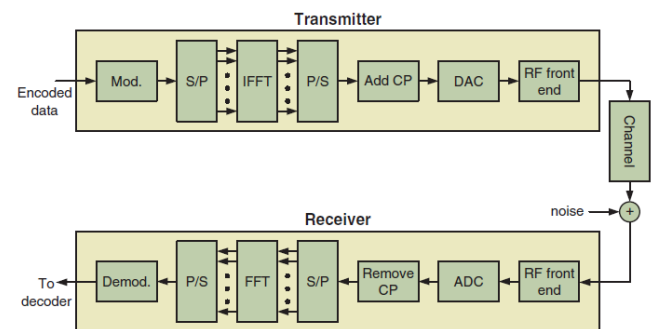 Transmitter
Encoded
data
Mod.
S/P
IFFT
P/S
Add CP
DAC
RF front
end
Channel
noise
+
Receiver
To
decoder
Demod.
P/S
FFT
S/P
Remove
CP
ADC
RF front
end